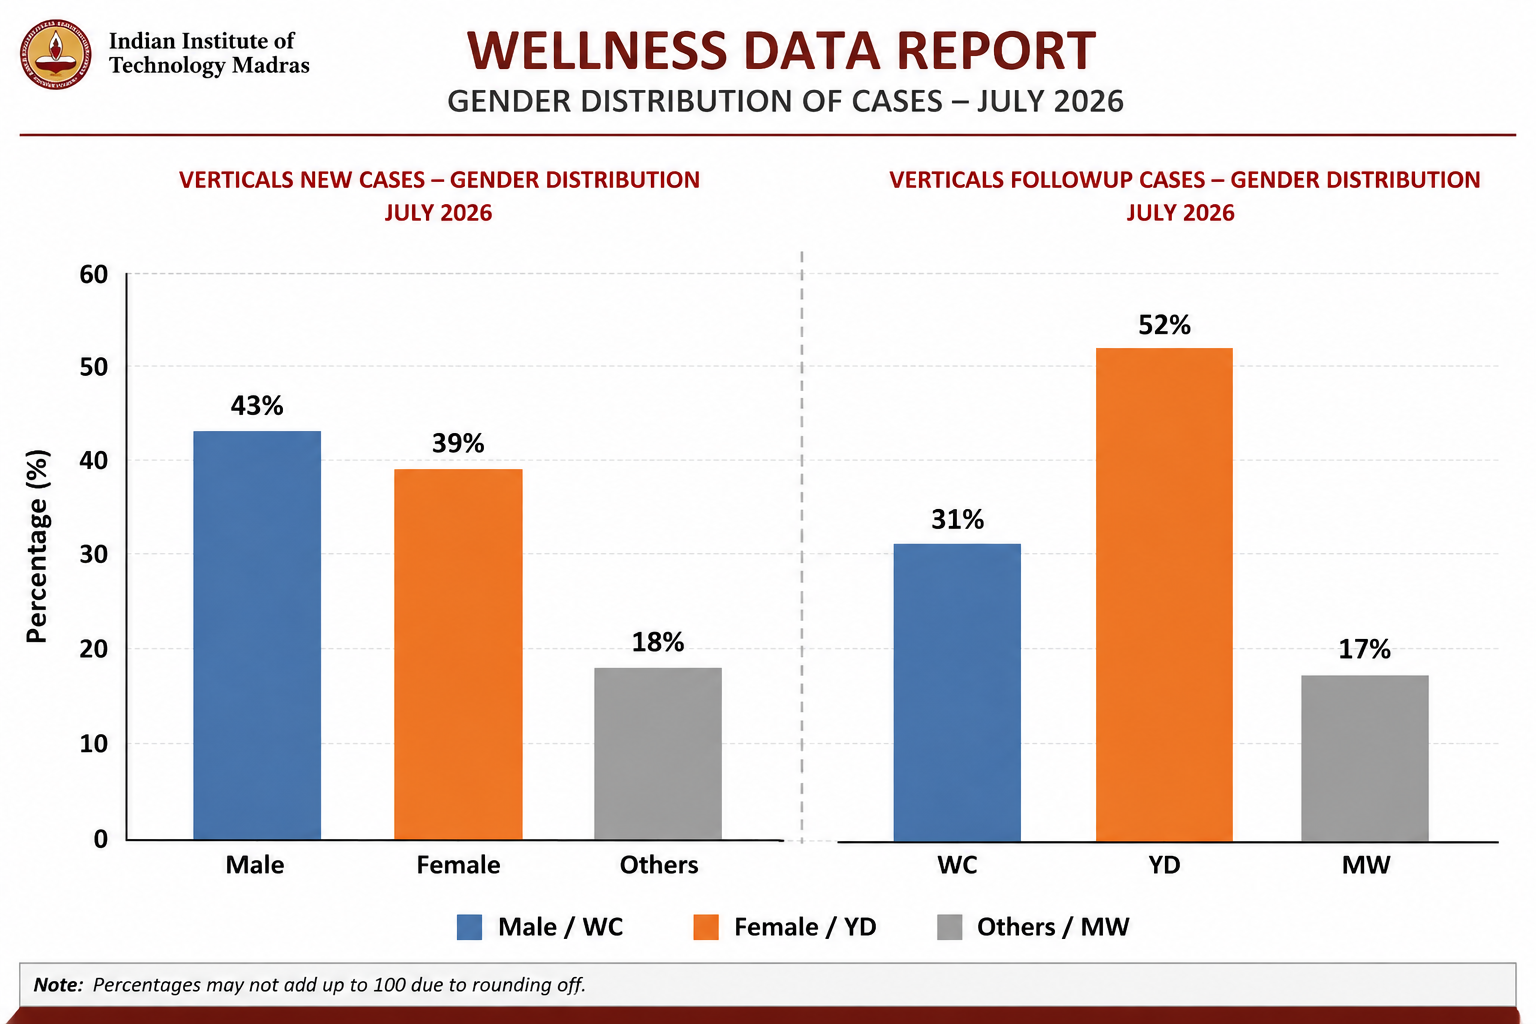 Indian Institute of
Technology Madras
WELLNESS DATA REPORT
GENDER DISTRIBUTION OF CASES – JULY 2026
VERTICALS NEW CASES – GENDER DISTRIBUTION
JULY 2026
VERTICALS FOLLOWUP CASES – GENDER DISTRIBUTION
JULY 2026
Percentage (%)
60
50
40
30
20
10
0
43%
39%
18%
31%
52%
17%
Male
Female
Others
WC
YD
MW
Male / WC
Female / YD
Others / MW
Note: Percentages may not add up to 100 due to rounding off.